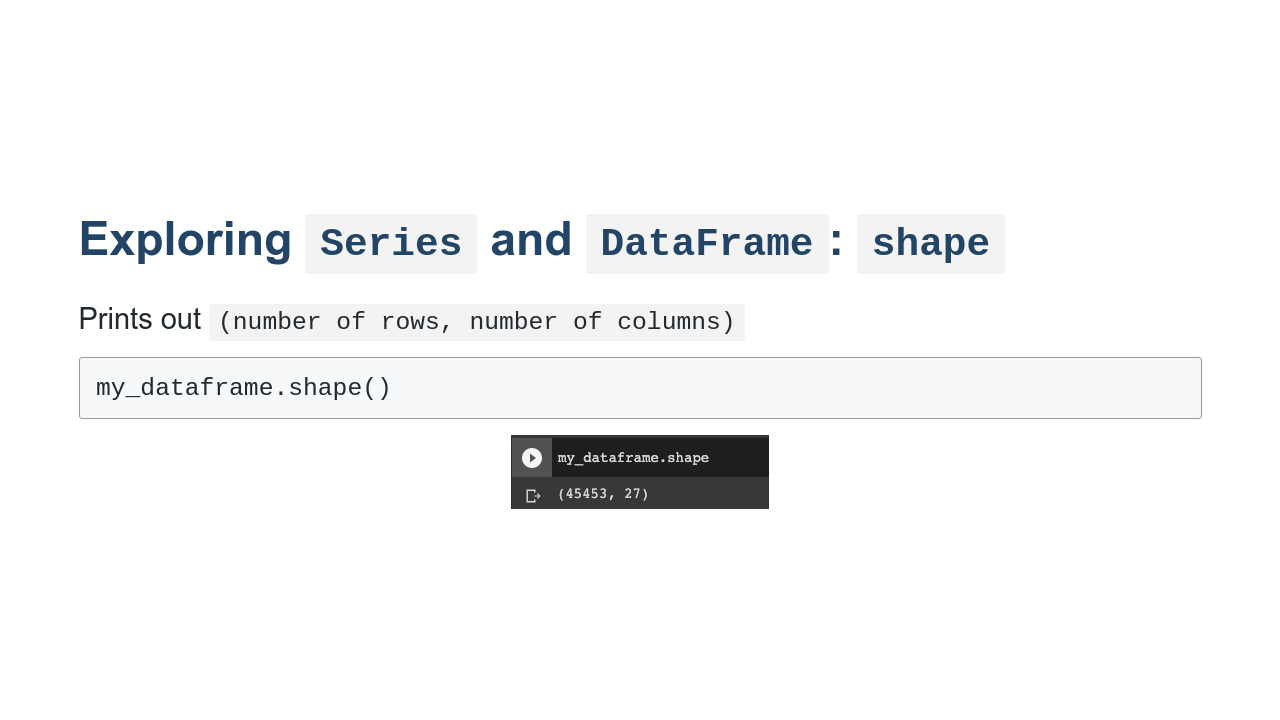 Exploring Series and DataFrame: shape
Prints out (number of rows, number of columns)
my_dataframe.shape()
my_dataframe.shape
(45453, 27)